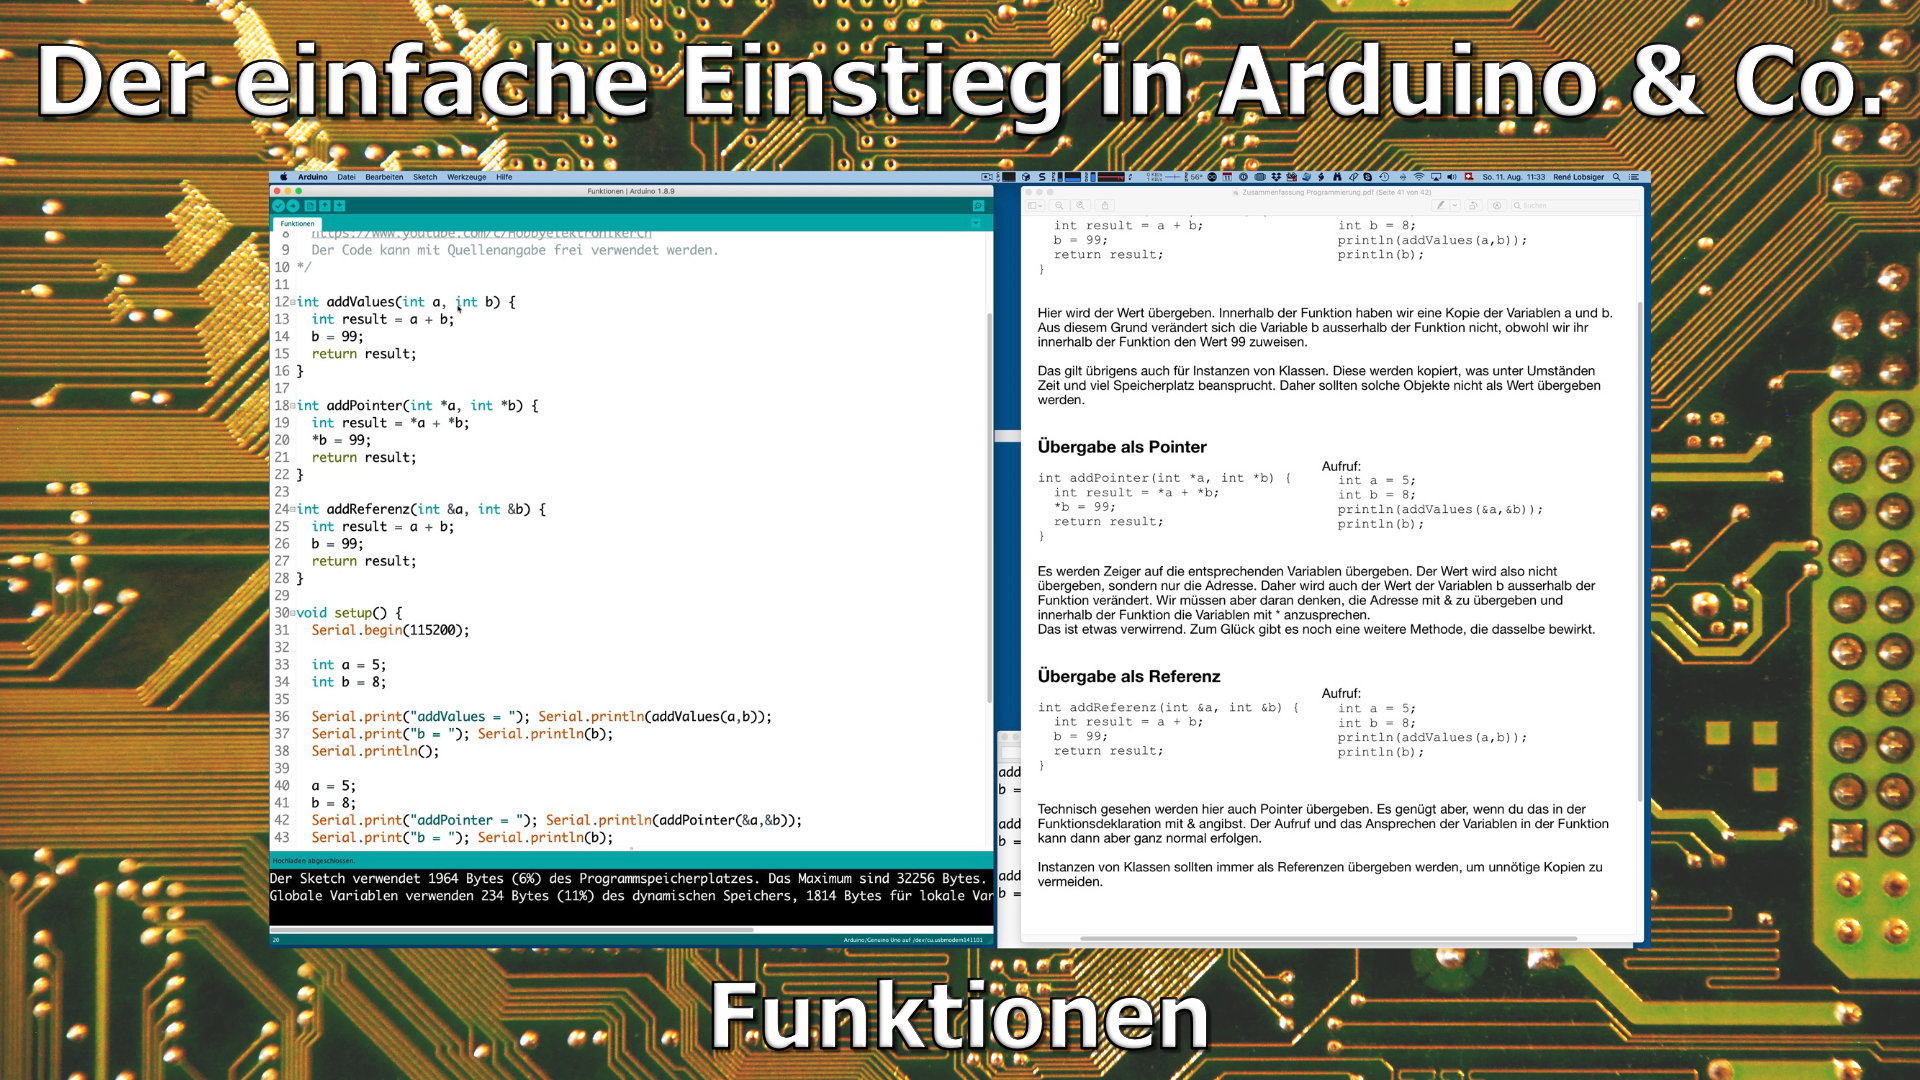 Der einfache Einstieg in Arduino & Co.
Arduino Datei Bearbeiten Sketch Werkzeuge Hilfe
56° So. 11. Aug. 11:33 René Lobsiger
Funktionen | Arduino 1.8.9
Funktionen
8 https://www.youtube.com/c/HobbyelektronikerCh
9 Der Code kann mit Quellenangabe frei verwendet werden.
10 */
11
12 int addValues(int a, int b) {
13 int result = a + b;
14 b = 99;
15 return result;
16 }
17
18 int addPointer(int *a, int *b) {
19 int result = *a + *b;
20 *b = 99;
21 return result;
22 }
23
24 int addReferenz(int &a, int &b) {
25 int result = a + b;
26 b = 99;
27 return result;
28 }
29
30 void setup() {
31 Serial.begin(115200);
32
33 int a = 5;
34 int b = 8;
35
36 Serial.print("addValues = "); Serial.println(addValues(a,b));
37 Serial.print("b = "); Serial.println(b);
38 Serial.println();
39
40 a = 5;
41 b = 8;
42 Serial.print("addPointer = "); Serial.println(addPointer(&a,&b));
43 Serial.print("b = "); Serial.println(b);
Hochladen abgeschlossen.
Der Sketch verwendet 1964 Bytes (6%) des Programmspeicherplatzes. Das Maximum sind 32256 Bytes.
Globale Variablen verwenden 234 Bytes (11%) des dynamischen Speichers, 1814 Bytes für lokale Var
20 Arduino/Genuino Uno auf /dev/cu.usbmodem141101
add
b =
add
b =
add
b =
Zusammenfassung Programmierung.pdf (Seite 41 von 42)
Suchen
int result = a + b; int b = 8;
b = 99; println(addValues(a,b));
return result; println(b);
}
Hier wird der Wert übergeben. Innerhalb der Funktion haben wir eine Kopie der Variablen a und b.
Aus diesem Grund verändert sich die Variable b ausserhalb der Funktion nicht, obwohl wir ihr
innerhalb der Funktion den Wert 99 zuweisen.
Das gilt übrigens auch für Instanzen von Klassen. Diese werden kopiert, was unter Umständen
Zeit und viel Speicherplatz beansprucht. Daher sollten solche Objekte nicht als Wert übergeben
werden.
Übergabe als Pointer
Aufruf:
int addPointer(int *a, int *b) { int a = 5;
int result = *a + *b; int b = 8;
*b = 99; println(addValues(&a,&b));
return result; println(b);
}
Es werden Zeiger auf die entsprechenden Variablen übergeben. Der Wert wird also nicht
übergeben, sondern nur die Adresse. Daher wird auch der Wert der Variablen b ausserhalb der
Funktion verändert. Wir müssen aber daran denken, die Adresse mit & zu übergeben und
innerhalb der Funktion die Variablen mit * anzusprechen.
Das ist etwas verwirrend. Zum Glück gibt es noch eine weitere Methode, die dasselbe bewirkt.
Übergabe als Referenz
Aufruf:
int addReferenz(int &a, int &b) { int a = 5;
int result = a + b; int b = 8;
b = 99; println(addValues(a,b));
return result; println(b);
}
Technisch gesehen werden hier auch Pointer übergeben. Es genügt aber, wenn du das in der
Funktionsdeklaration mit & angibst. Der Aufruf und das Ansprechen der Variablen in der Funktion
kann dann aber ganz normal erfolgen.
Instanzen von Klassen sollten immer als Referenzen übergeben werden, um unnötige Kopien zu
vermeiden.
Funktionen